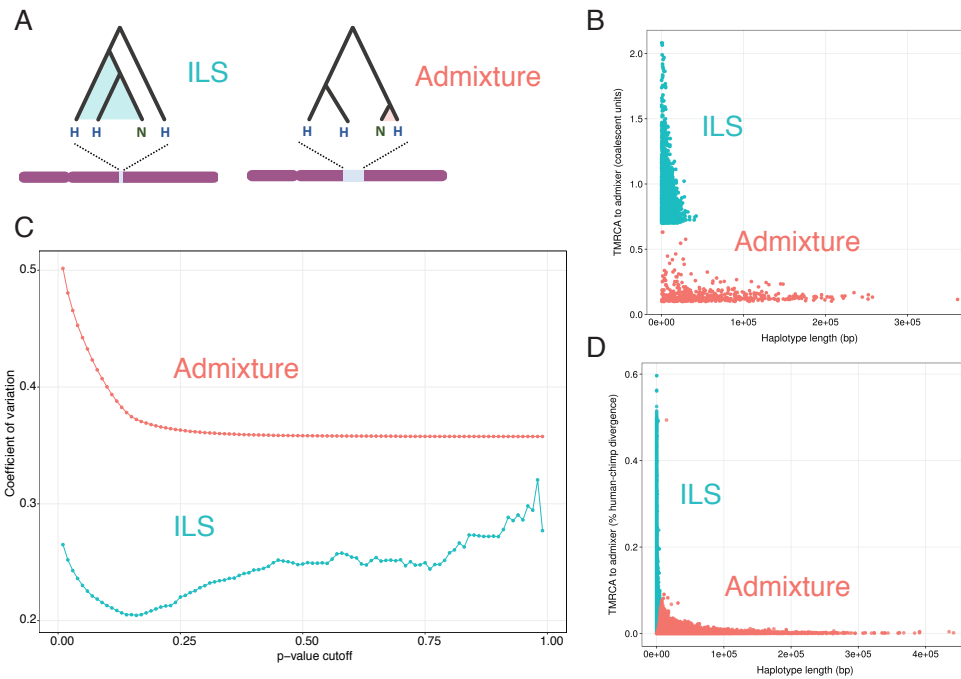 A
ILS
Admixture
H H N H
H H N H
B
TMRCA to admixer (coalescent units)
2.0
1.5
1.0
0.5
0.0
ILS
Admixture
0e+00 1e+05 2e+05 3e+05
Haplotype length (bp)
C
Coefficient of variation
0.5
0.4
0.3
0.2
Admixture
ILS
0.00 0.25 0.50 0.75 1.00
p-value cutoff
D
TMRCA to admixer (% human-chimp divergence)
0.6
0.4
0.2
0.0
ILS
Admixture
0e+00 1e+05 2e+05 3e+05 4e+05
Haplotype length (bp)